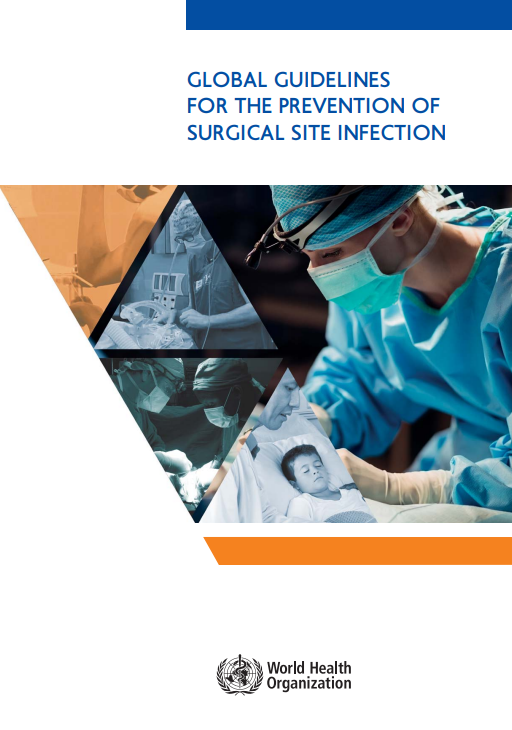 GLOBAL GUIDELINES
FOR THE PREVENTION OF
SURGICAL SITE INFECTION
World Health
Organization